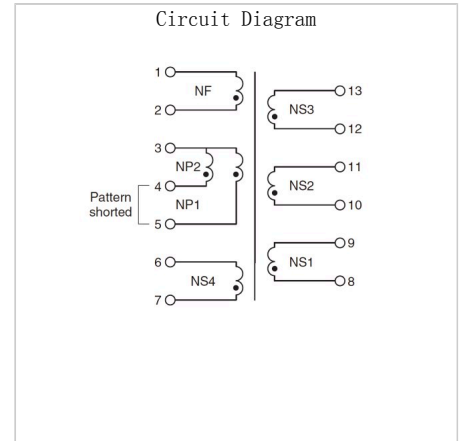 Circuit Diagram
1
NF
2
13
NS3
12
3
NP2
4
Pattern
shorted
NP1
5
11
NS2
10
6
NS4
7
9
NS1
8